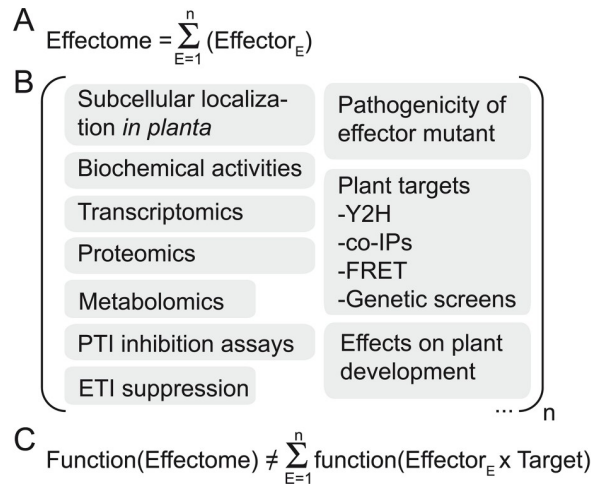 A
Effectome = n Σ E=1 (Effector_E)
B
Subcellular localiza-
tion in planta
Biochemical activities
Transcriptomics
Proteomics
Metabolomics
PTI inhibition assays
ETI suppression
Pathogenicity of
effector mutant
Plant targets
-Y2H
-co-IPs
-FRET
-Genetic screens
Effects on plant
development
... n
C
Function(Effectome) ≠ n Σ E=1 function(Effector_E x Target)